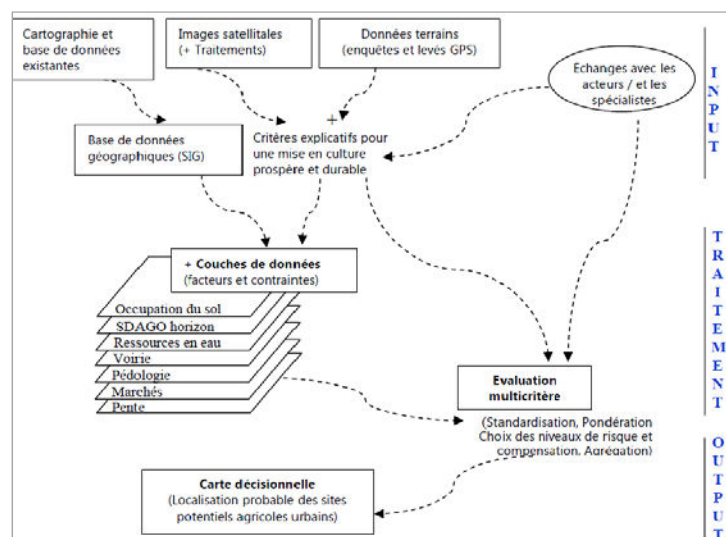 Cartographie et
base de données
existantes
Images satellitales
(+ Traitements)
Données terrains
(enquêtes et levés GPS)
Echanges avec les
acteurs / et les
spécialistes
INPUT
Base de données
géographiques (SIG)
+
Critères explicatifs pour
une mise en culture
prospère et durable
+ Couches de données
(facteurs et contraintes)
Occupation du sol
SDAGO horizon
Ressources en eau
Voirie
Pédologie
Marchés
Pente
TRAITEMENT
Evaluation
multicritère
(Standardisation, Pondération
Choix des niveaux de risque et
compensation, Agrégation)
Carte décisionnelle
(Localisation probable des sites
potentiels agricoles urbains)
OUTPUT